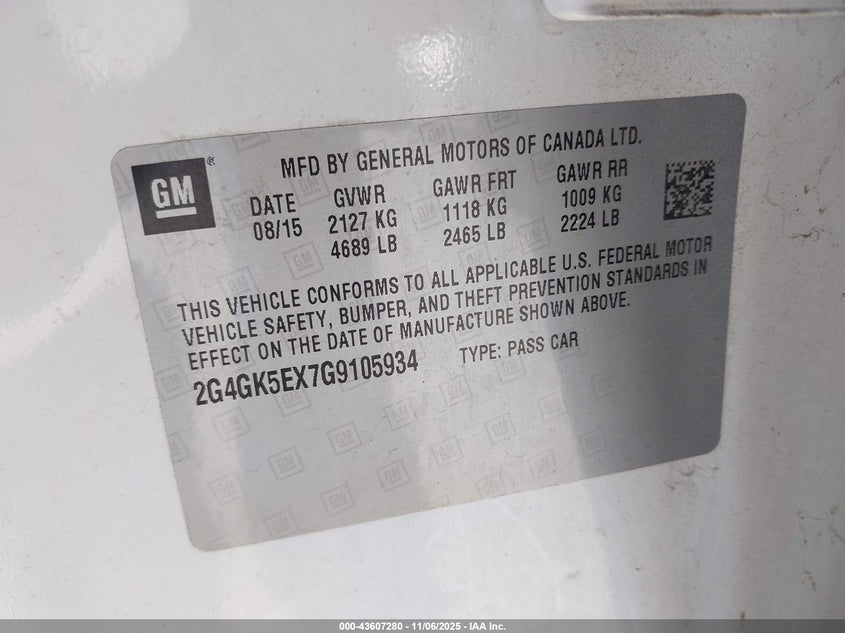 MFD BY GENERAL MOTORS OF CANADA LTD.
GM®
DATE GVWR GAWR FRT GAWR RR
08/15 2127 KG 1118 KG 1009 KG
4689 LB 2465 LB 2224 LB
THIS VEHICLE CONFORMS TO ALL APPLICABLE U.S. FEDERAL MOTOR
VEHICLE SAFETY, BUMPER, AND THEFT PREVENTION STANDARDS IN
EFFECT ON THE DATE OF MANUFACTURE SHOWN ABOVE.
2G4GK5EX7G9105934 TYPE: PASS CAR
000-43607280 - 11/06/2025 - IAA Inc.